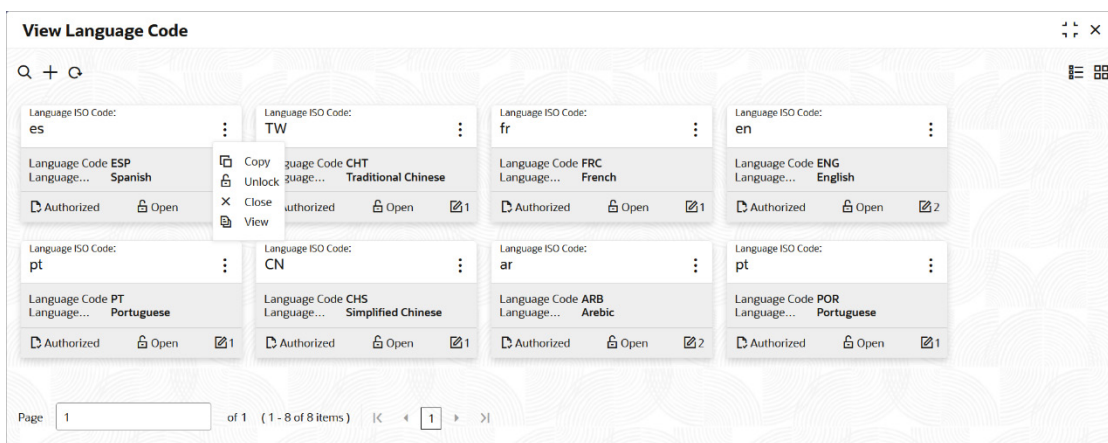 View Language Code
Language ISO Code:
es
Language ISO Code:
TW
Language ISO Code:
fr
Language ISO Code:
en
Language Code ESP
Language... Spanish
Copy
Unlock
Close
View
guage Code CHT
guage... Traditional Chinese
Language Code FRC
Language... French
Language Code ENG
Language... English
Authorized Open
uthorized Open 1
Authorized Open 1
Authorized Open 2
Language ISO Code:
pt
Language ISO Code:
CN
Language ISO Code:
ar
Language ISO Code:
pt
Language Code PT
Language... Portuguese
Language Code CHS
Language... Simplified Chinese
Language Code ARB
Language... Arebic
Language Code POR
Language... Portuguese
Authorized Open 1
Authorized Open 1
Authorized Open 2
Authorized Open 1
Page 1 of 1 (1 - 8 of 8 items) 1